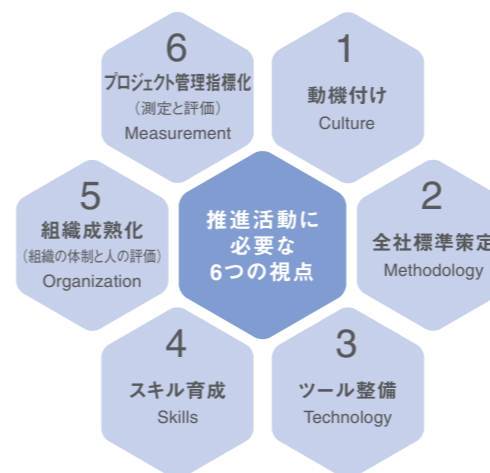 推進活動に
必要な
6つの視点
1
動機付け
Culture
2
全社標準策定
Methodology
3
ツール整備
Technology
4
スキル育成
Skills
5
組織成熟化
（組織の体制と人の評価）
Organization
6
プロジェクト管理指標化
（測定と評価）
Measurement